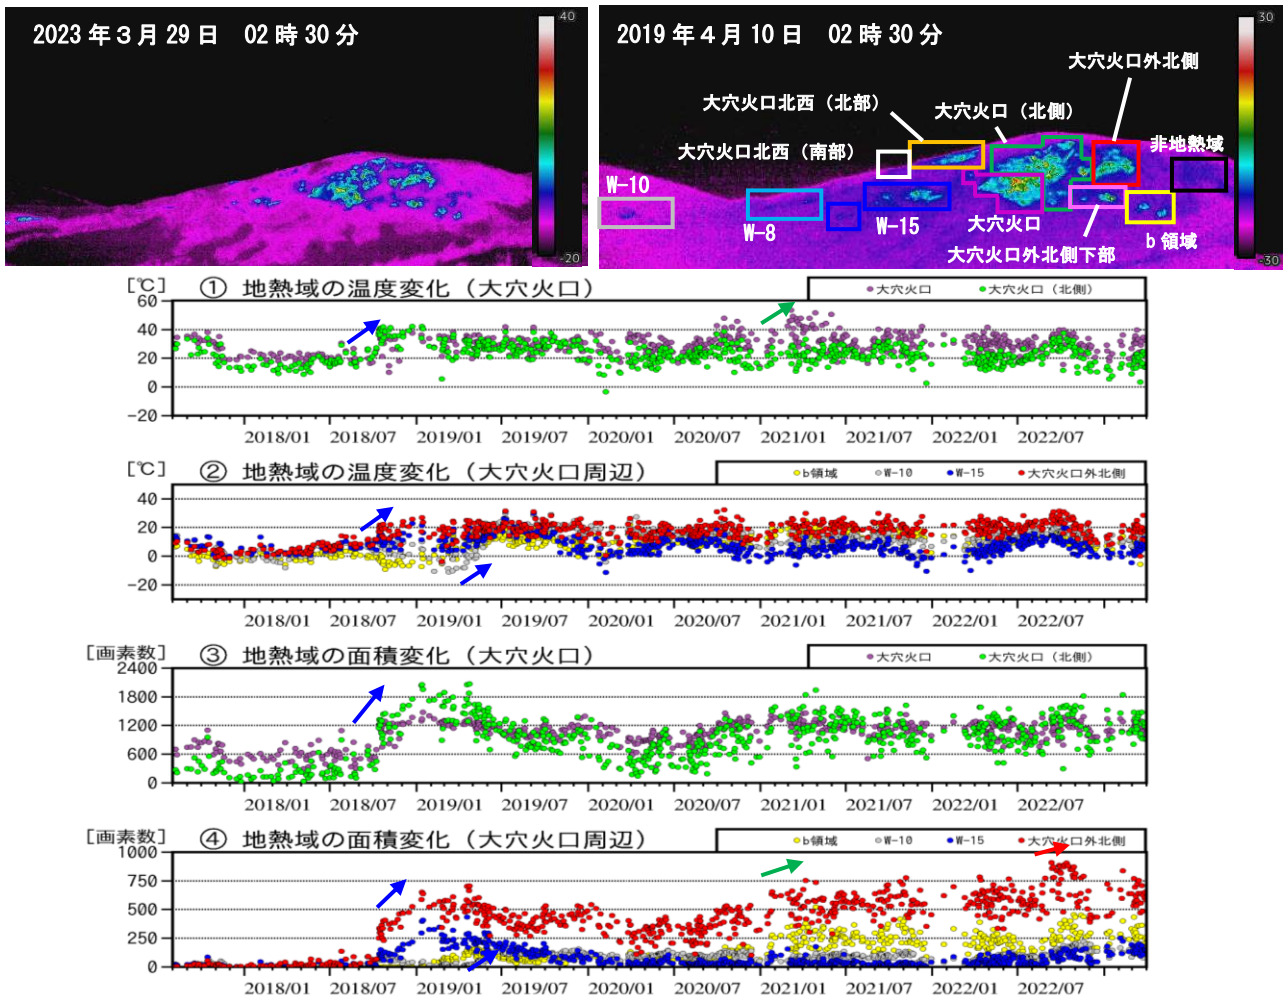 2023年3月29日 02時30分
40
-20
2019年4月10日 02時30分
30
-30
大穴火口外北側
大穴火口北西（北部）
大穴火口（北側）
大穴火口北西（南部）
非地熱域
W-10
W-8
W-15
大穴火口
b領域
大穴火口外北側下部
[℃] ① 地熱域の温度変化（大穴火口）
大穴火口 大穴火口（北側）
60
40
20
0
-20
2018/01 2018/07 2019/01 2019/07 2020/01 2020/07 2021/01 2021/07 2022/01 2022/07
[℃] ② 地熱域の温度変化（大穴火口周辺）
b領域 W-10 W-15 大穴火口外北側
40
20
0
-20
2018/01 2018/07 2019/01 2019/07 2020/01 2020/07 2021/01 2021/07 2022/01 2022/07
[画素数] ③ 地熱域の面積変化（大穴火口）
大穴火口 大穴火口（北側）
2400
1800
1200
600
0
2018/01 2018/07 2019/01 2019/07 2020/01 2020/07 2021/01 2021/07 2022/01 2022/07
[画素数] ④ 地熱域の面積変化（大穴火口周辺）
b領域 W-10 W-15 大穴火口外北側
1000
750
500
250
0
2018/01 2018/07 2019/01 2019/07 2020/01 2020/07 2021/01 2021/07 2022/01 2022/07